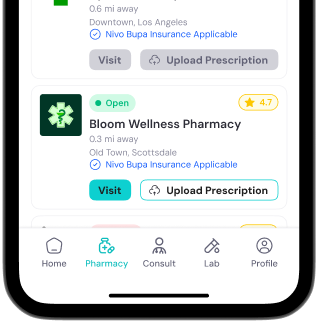 0.6 mi away
Downtown, Los Angeles
Nivo Bupa Insurance Applicable
Visit
Upload Prescription
Open
4.7
Bloom Wellness Pharmacy
0.3 mi away
Old Town, Scottsdale
Nivo Bupa Insurance Applicable
Visit
Upload Prescription
Home
Pharmacy
Consult
Lab
Profile